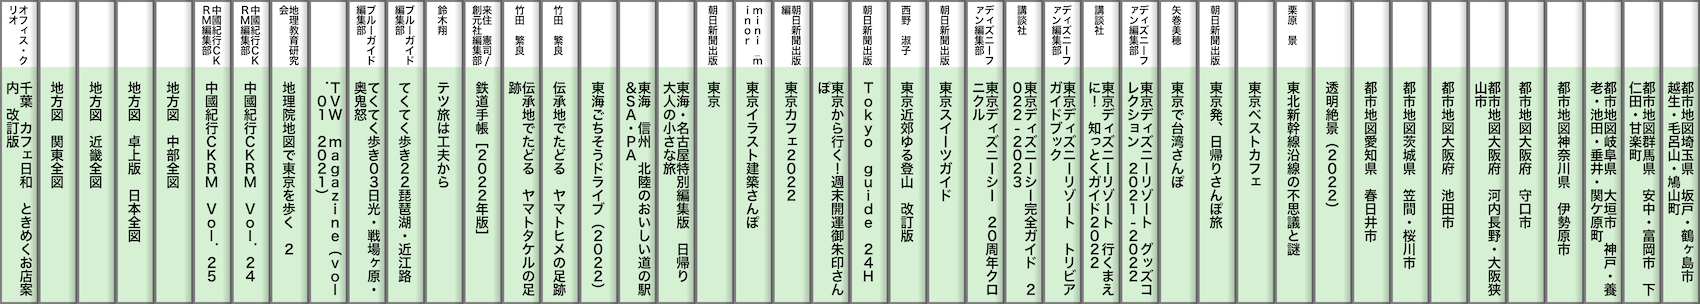 オフィス・ク
リオ
千葉　カフェ日和　ときめくお店案
内　改訂版
地方図　関東全図
地方図　近畿全図
地方図　卓上版　日本全図
地方図　中部全図
中國紀行ＣＫ
ＲＭ編集部
中國紀行ＣＫＲＭ　Ｖｏｌ．２５
中國紀行ＣＫ
ＲＭ編集部
中國紀行ＣＫＲＭ　Ｖｏｌ．２４
地理教育研究
会
地理院地図で東京を歩く　２
ＴＶＷ　ｍａｇａｚｉｎｅ（ｖｏｌ
．０１　２０２１）
ブルーガイド
編集部
てくてく歩き０３日光・戦場ヶ原・
奥鬼怒
ブルーガイド
編集部
てくてく歩き２２琵琶湖・近江路
鈴木翔
テツ旅は工夫から
来住　憲司/
創元社編集部
鉄道手帳［２０２２年版］
竹田　繁良
伝承地でたどる　ヤマトタケルの足
跡
竹田　繁良
伝承地でたどる　ヤマトヒメの足跡
東海ごちそうドライブ（２０２２）
東海　信州　北陸のおいしい道の駅
＆ＳＡ・ＰＡ
東海・名古屋特別編集版　日帰り
大人の小さな旅
朝日新聞出版
東京
ｍｉｎｉ＿ｍ
ｉｎｏｒ
東京イラスト建築さんぽ
朝日新聞出版
編
東京カフェ２０２２
東京から行く！週末開運御朱印さん
ぽ
朝日新聞出版
Ｔｏｋｙｏ　ｇｕｉｄｅ　２４Ｈ
西野　淑子
東京近郊ゆる登山　改訂版
朝日新聞出版
東京スイーツガイド
ディズニーフ
ァン編集部
東京ディズニーシー　２０周年クロ
ニクル
講談社
東京ディズニーシー完全ガイド　２
０２２-２０２３
ディズニーフ
ァン編集部
東京ディズニーリゾート　トリビア
ガイドブック
講談社
東京ディズニーリゾート　行くまえ
に！　知っとくガイド２０２２
ディズニーフ
ァン編集部
東京ディズニーリゾート　グッズコ
レクション　２０２１-２０２２
矢巻美穂
東京で台湾さんぽ
朝日新聞出版
東京発、日帰りさんぽ旅
東京ベストカフェ
栗原　景
東北新幹線沿線の不思議と謎
透明絶景（２０２２）
都市地図愛知県　春日井市
都市地図茨城県　笠間・桜川市
都市地図大阪府　池田市
都市地図大阪府　河内長野・大阪狭
山市
都市地図大阪府　守口市
都市地図神奈川県　伊勢原市
都市地図岐阜県　大垣市　神戸・養
老・池田・垂井・関ケ原町
都市地図群馬県　安中・富岡市　下
仁田・甘楽町
都市地図埼玉県　坂戸・鶴ヶ島市
越生・毛呂山・鳩山町